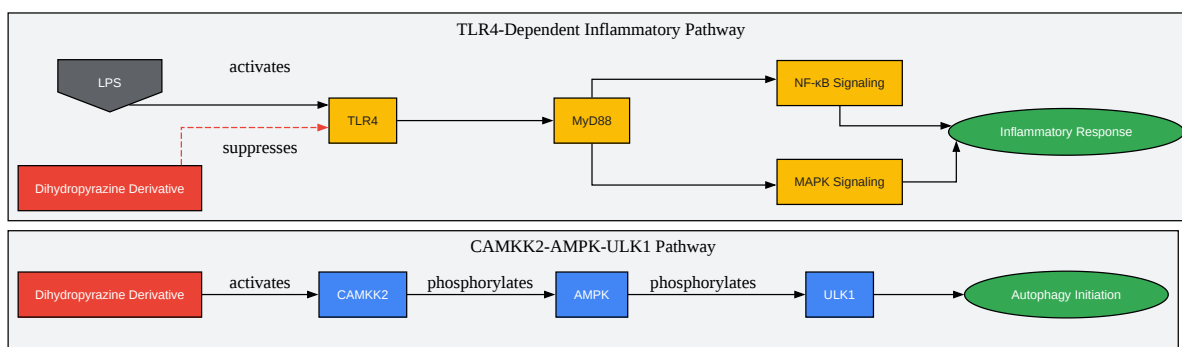 TLR4-Dependent Inflammatory Pathway
LPS
activates
TLR4
MyD88
NF-κB Signaling
Inflammatory Response
suppresses
Dihydropyrazine Derivative
MAPK Signaling
CAMKK2-AMPK-ULK1 Pathway
Dihydropyrazine Derivative
activates
CAMKK2
phosphorylates
AMPK
phosphorylates
ULK1
Autophagy Initiation